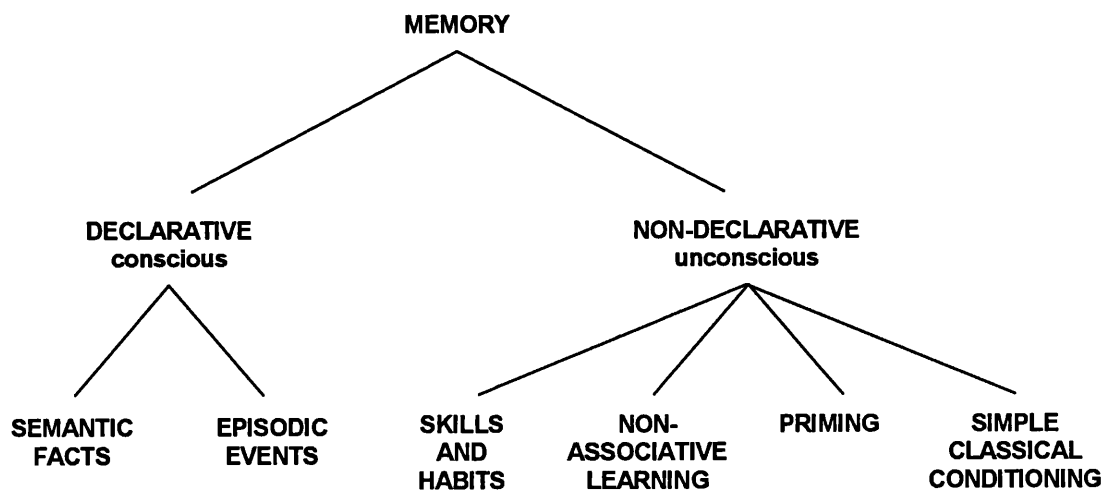 MEMORY
DECLARATIVE
conscious
NON-DECLARATIVE
unconscious
SEMANTIC
FACTS
EPISODIC
EVENTS
SKILLS
AND
HABITS
NON-
ASSOCIATIVE
LEARNING
PRIMING
SIMPLE
CLASSICAL
CONDITIONING